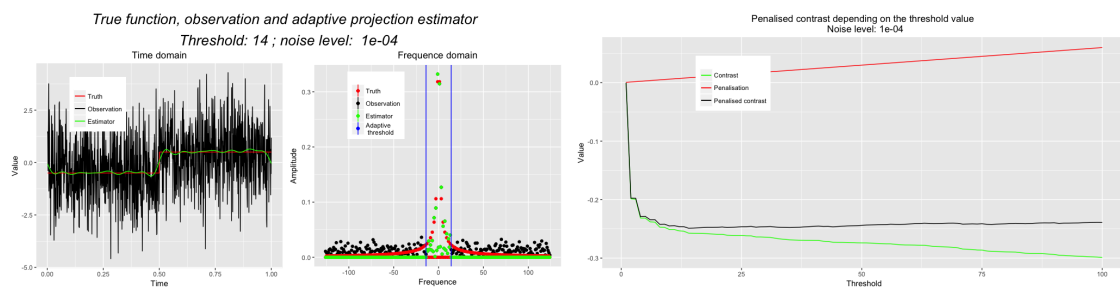 True function, observation and adaptive projection estimator
Threshold: 14 ; noise level:  1e-04
Time domain
Truth
Observation
Estimator
2.5
0.0
-2.5
-5.0
Value
0.00
0.25
0.50
0.75
1.00
Time
Frequence domain
Truth
Observation
Estimator
Adaptive
threshold
0.3
0.2
0.1
0.0
Amplitude
-100
-50
0
50
100
Frequence
Penalised contrast depending on the threshold value
Noise level: 1e-04
Contrast
Penalisation
Penalised contrast
0.0
-0.1
-0.2
-0.3
Value
0
25
50
75
100
Threshold